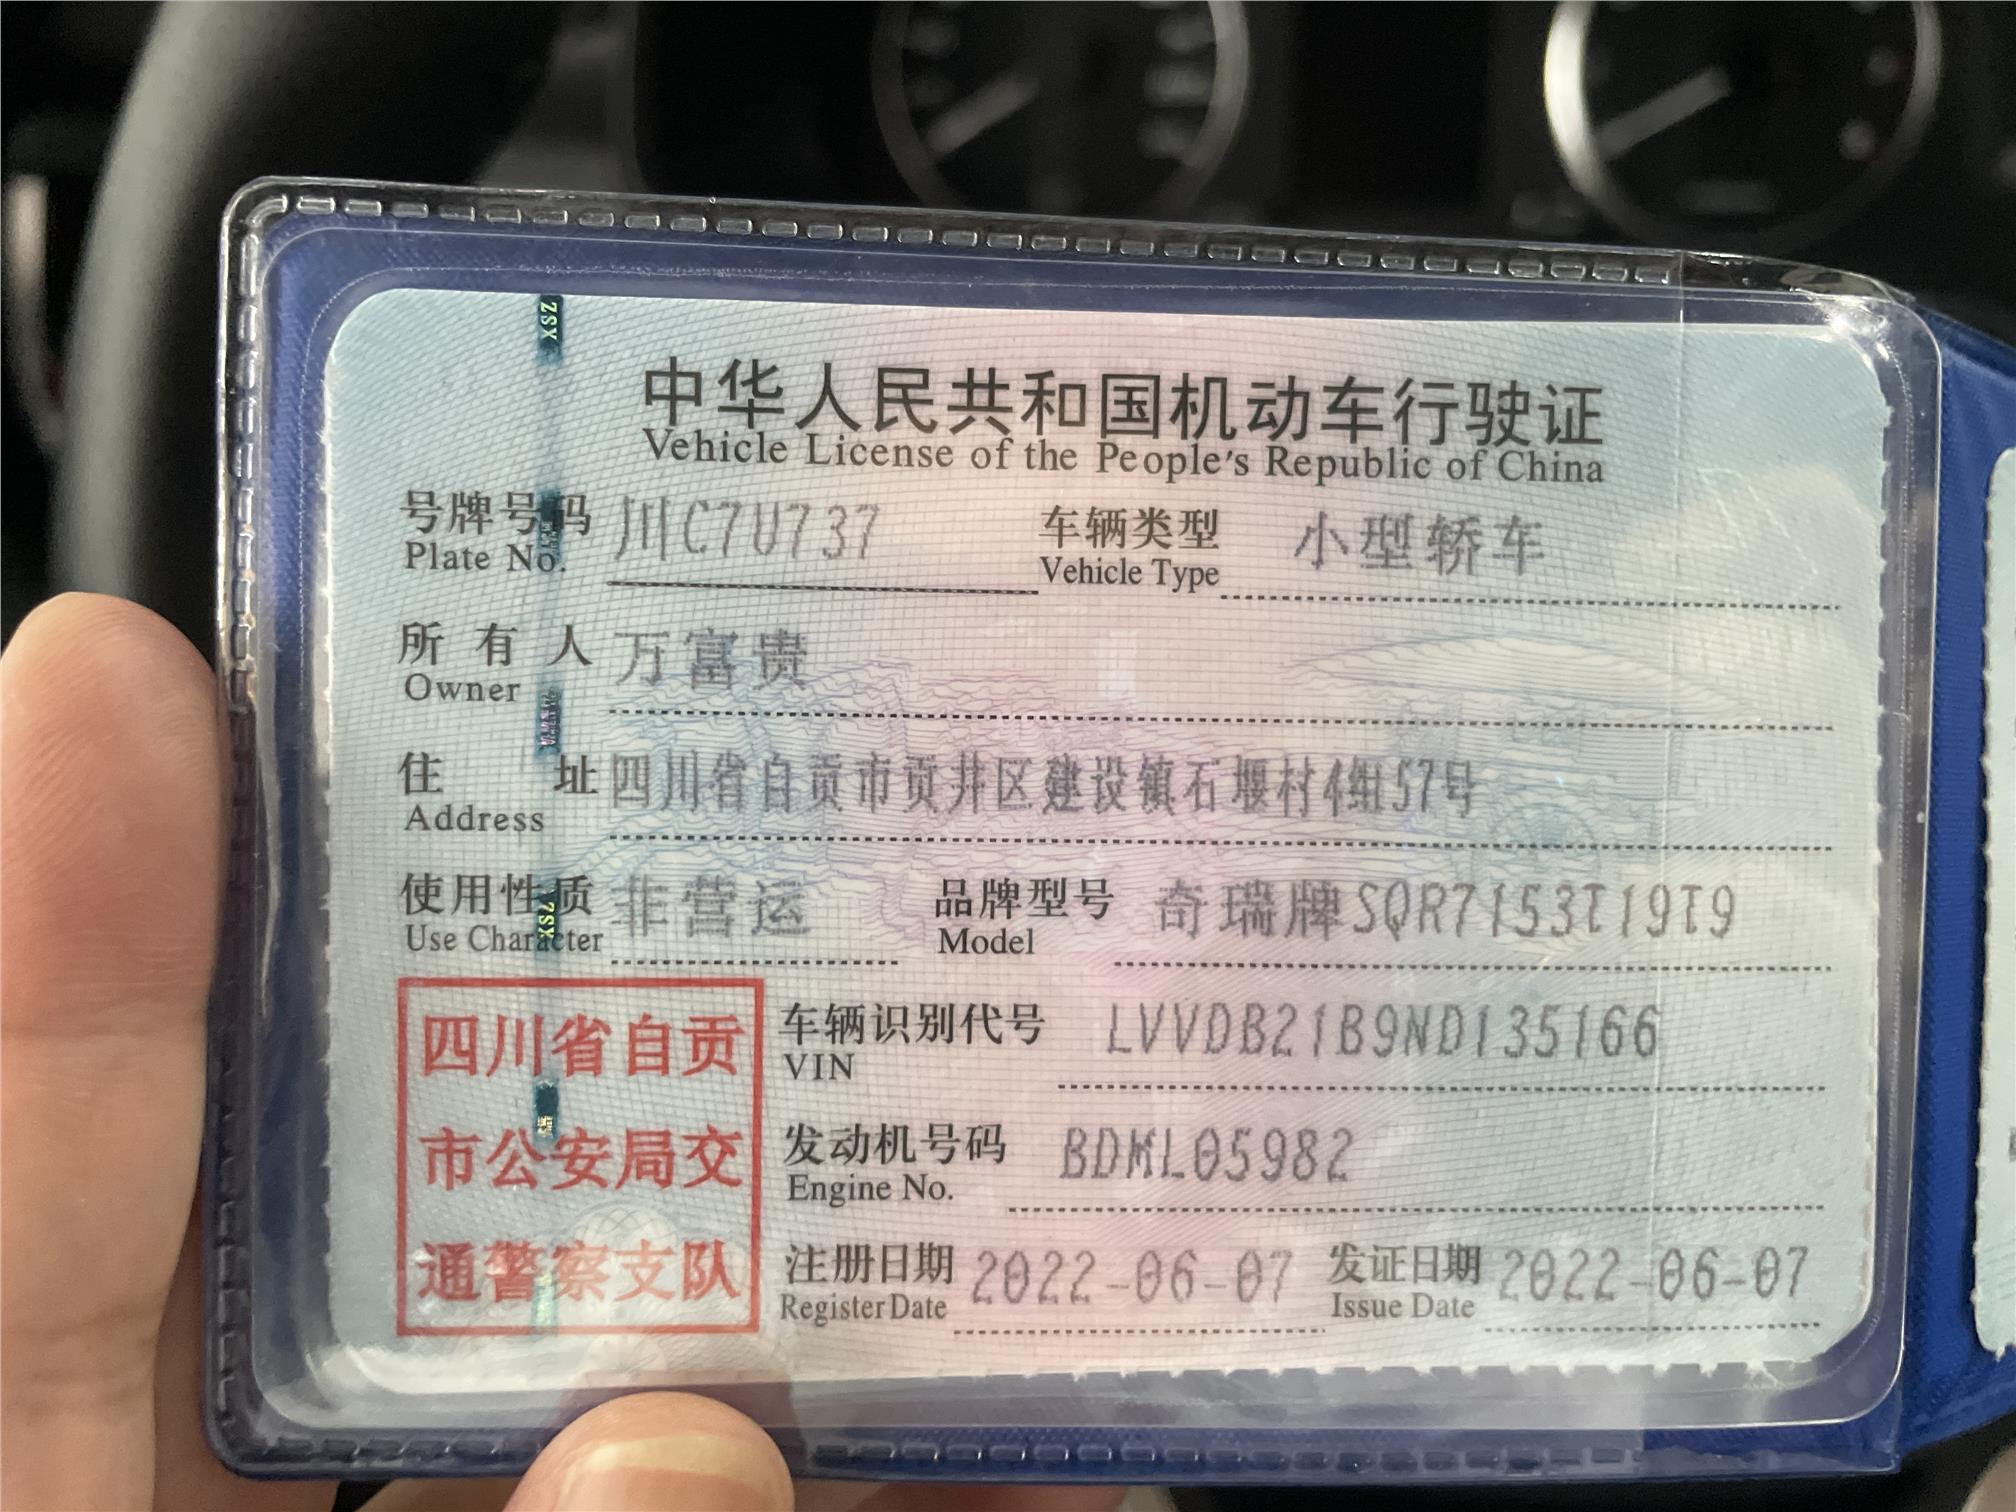 中华人民共和国机动车行驶证
Vehicle License of the People's Republic of China
号牌号码 川C7U737 车辆类型 小型轿车
Plate No. Vehicle Type
所有人 万富贵
Owner
住址 四川省自贡市贡井区建设镇石堰村4组57号
Address
使用性质 非营运 品牌型号 奇瑞牌SQR7153T19T9
Use Character Model
四川省自贡
市公安局交
通警察支队
车辆识别代号 LVVDB21B9ND135166
VIN
发动机号码 BDML05982
Engine No.
注册日期 2022-06-07 发证日期 2022-06-07
Register Date Issue Date